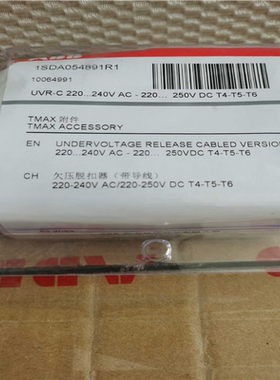 ABB
1SDA054891R1
10064991
UVR-C 220...240V AC - 220... 250V DC T4-T5-T6
TMAX 附件
TMAX ACCESSORY
EN UNDERVOLTAGE RELEASE CABLED VERSION
220...240V AC - 220... 250VDC T4-T5-T6
CH 欠压脱扣器（带导线）
220-240V AC/220-250V DC T4-T5-T6